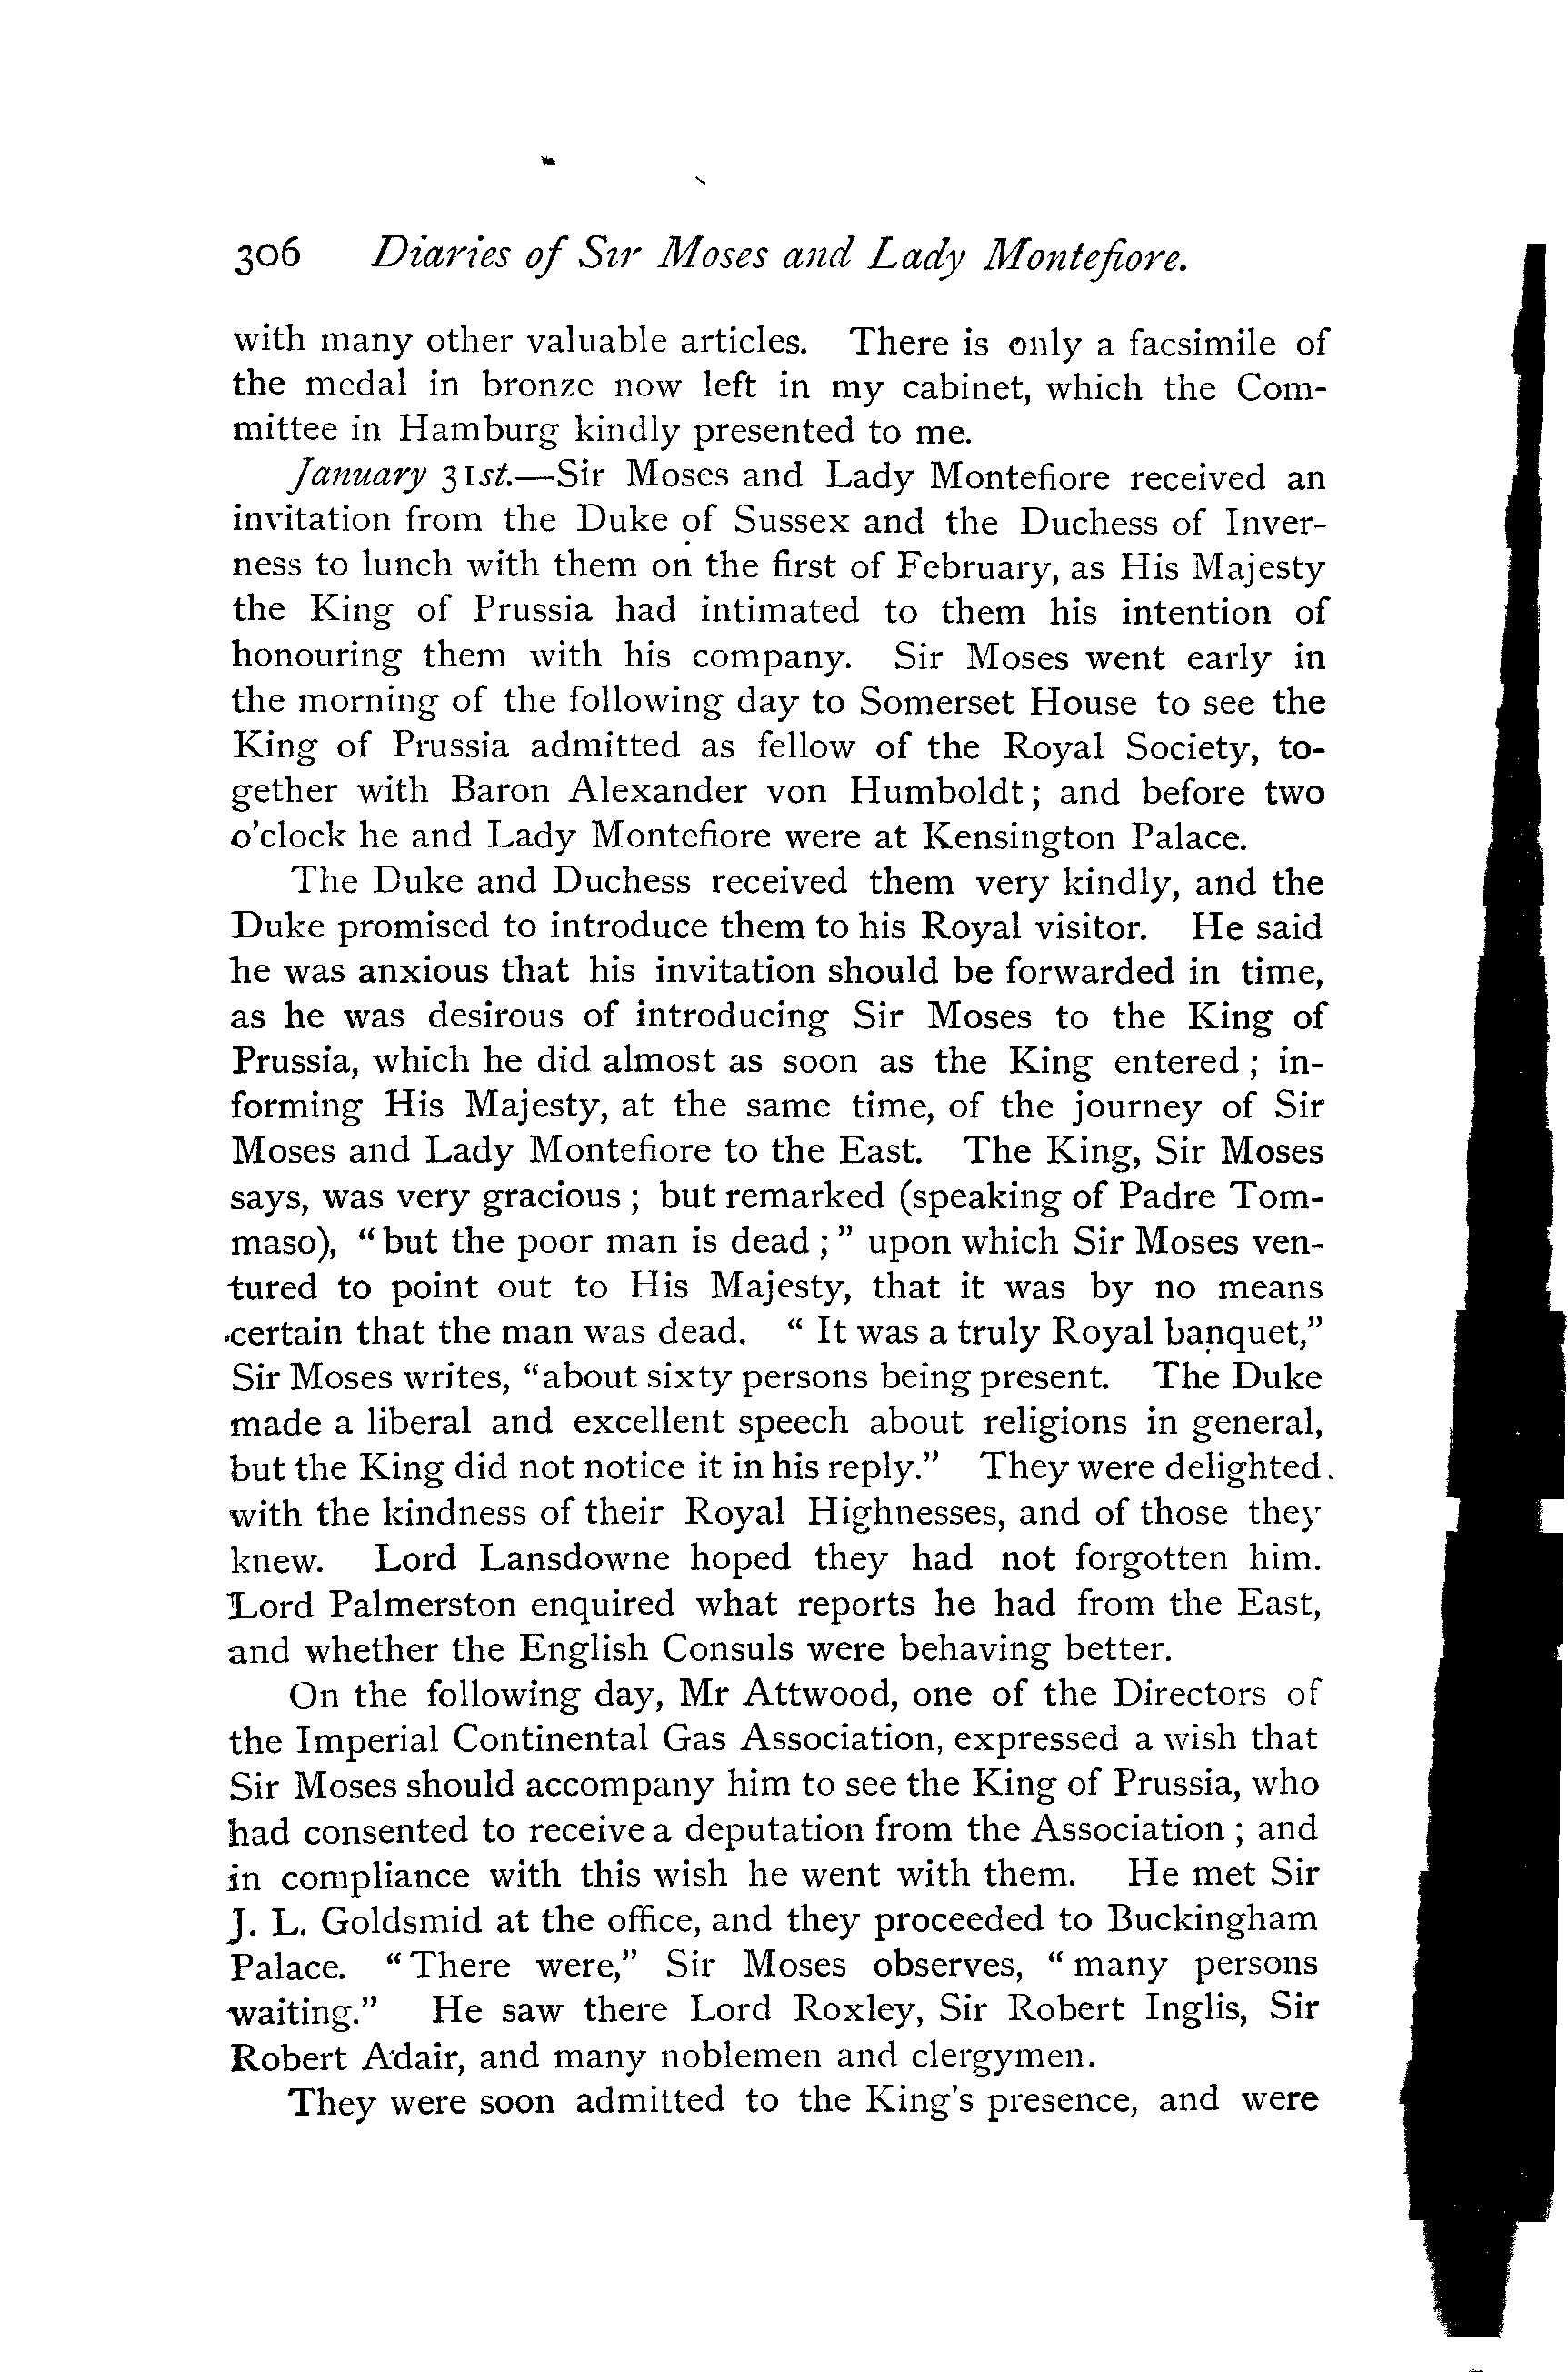 306 Diaries of Sir Moses and Lady Montefiore.
with many other valuable articles. There is only a facsimile of
the medal in bronze now left in my cabinet, which the Com-
mittee in Hamburg kindly presented to me.
January 31st.—Sir Moses and Lady Montefiore received an
invitation from the Duke of Sussex and the Duchess of Inver-
ness to lunch with them on the first of February, as His Majesty
the King of Prussia had intimated to them his intention of
honouring them with his company. Sir Moses went early in
the morning of the following day to Somerset House to see the
King of Prussia admitted as fellow of the Royal Society, to-
gether with Baron Alexander von Humboldt; and before two
o'clock he and Lady Montefiore were at Kensington Palace.
The Duke and Duchess received them very kindly, and the
Duke promised to introduce them to his Royal visitor. He said
he was anxious that his invitation should be forwarded in time,
as he was desirous of introducing Sir Moses to the King of
Prussia, which he did almost as soon as the King entered; in-
forming His Majesty, at the same time, of the journey of Sir
Moses and Lady Montefiore to the East. The King, Sir Moses
says, was very gracious; but remarked (speaking of Padre Tom-
maso), "but the poor man is dead;" upon which Sir Moses ven-
tured to point out to His Majesty, that it was by no means
certain that the man was dead. "It was a truly Royal banquet,"
Sir Moses writes, "about sixty persons being present. The Duke
made a liberal and excellent speech about religions in general,
but the King did not notice it in his reply." They were delighted
with the kindness of their Royal Highnesses, and of those they
knew. Lord Lansdowne hoped they had not forgotten him.
Lord Palmerston enquired what reports he had from the East,
and whether the English Consuls were behaving better.
On the following day, Mr Attwood, one of the Directors of
the Imperial Continental Gas Association, expressed a wish that
Sir Moses should accompany him to see the King of Prussia, who
had consented to receive a deputation from the Association; and
in compliance with this wish he went with them. He met Sir
J. L. Goldsmid at the office, and they proceeded to Buckingham
Palace. "There were," Sir Moses observes, "many persons
waiting." He saw there Lord Roxley, Sir Robert Inglis, Sir
Robert Adair, and many noblemen and clergymen.
They were soon admitted to the King's presence, and were